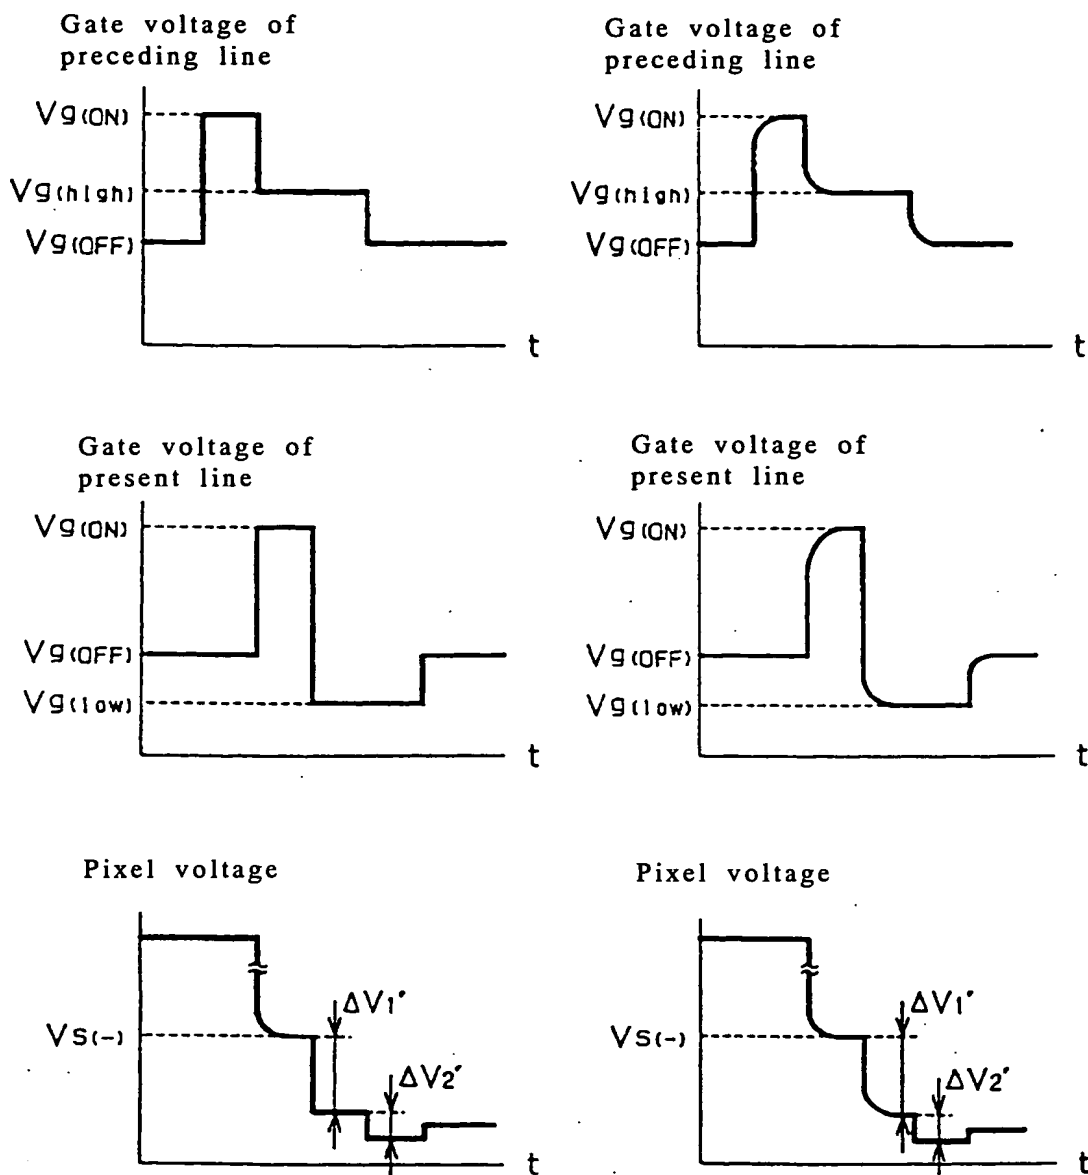 Gate voltage of
preceding line
Vg(ON)
Vg(high)
Vg(OFF)
t
Gate voltage of
preceding line
Vg(ON)
Vg(high)
Vg(OFF)
t
Gate voltage of
present line
Vg(ON)
Vg(OFF)
Vg(low)
t
Gate voltage of
present line
Vg(ON)
Vg(OFF)
Vg(low)
t
Pixel voltage
VS(-)
ΔV1'
ΔV2'
t
Pixel voltage
VS(-)
ΔV1'
ΔV2'
t